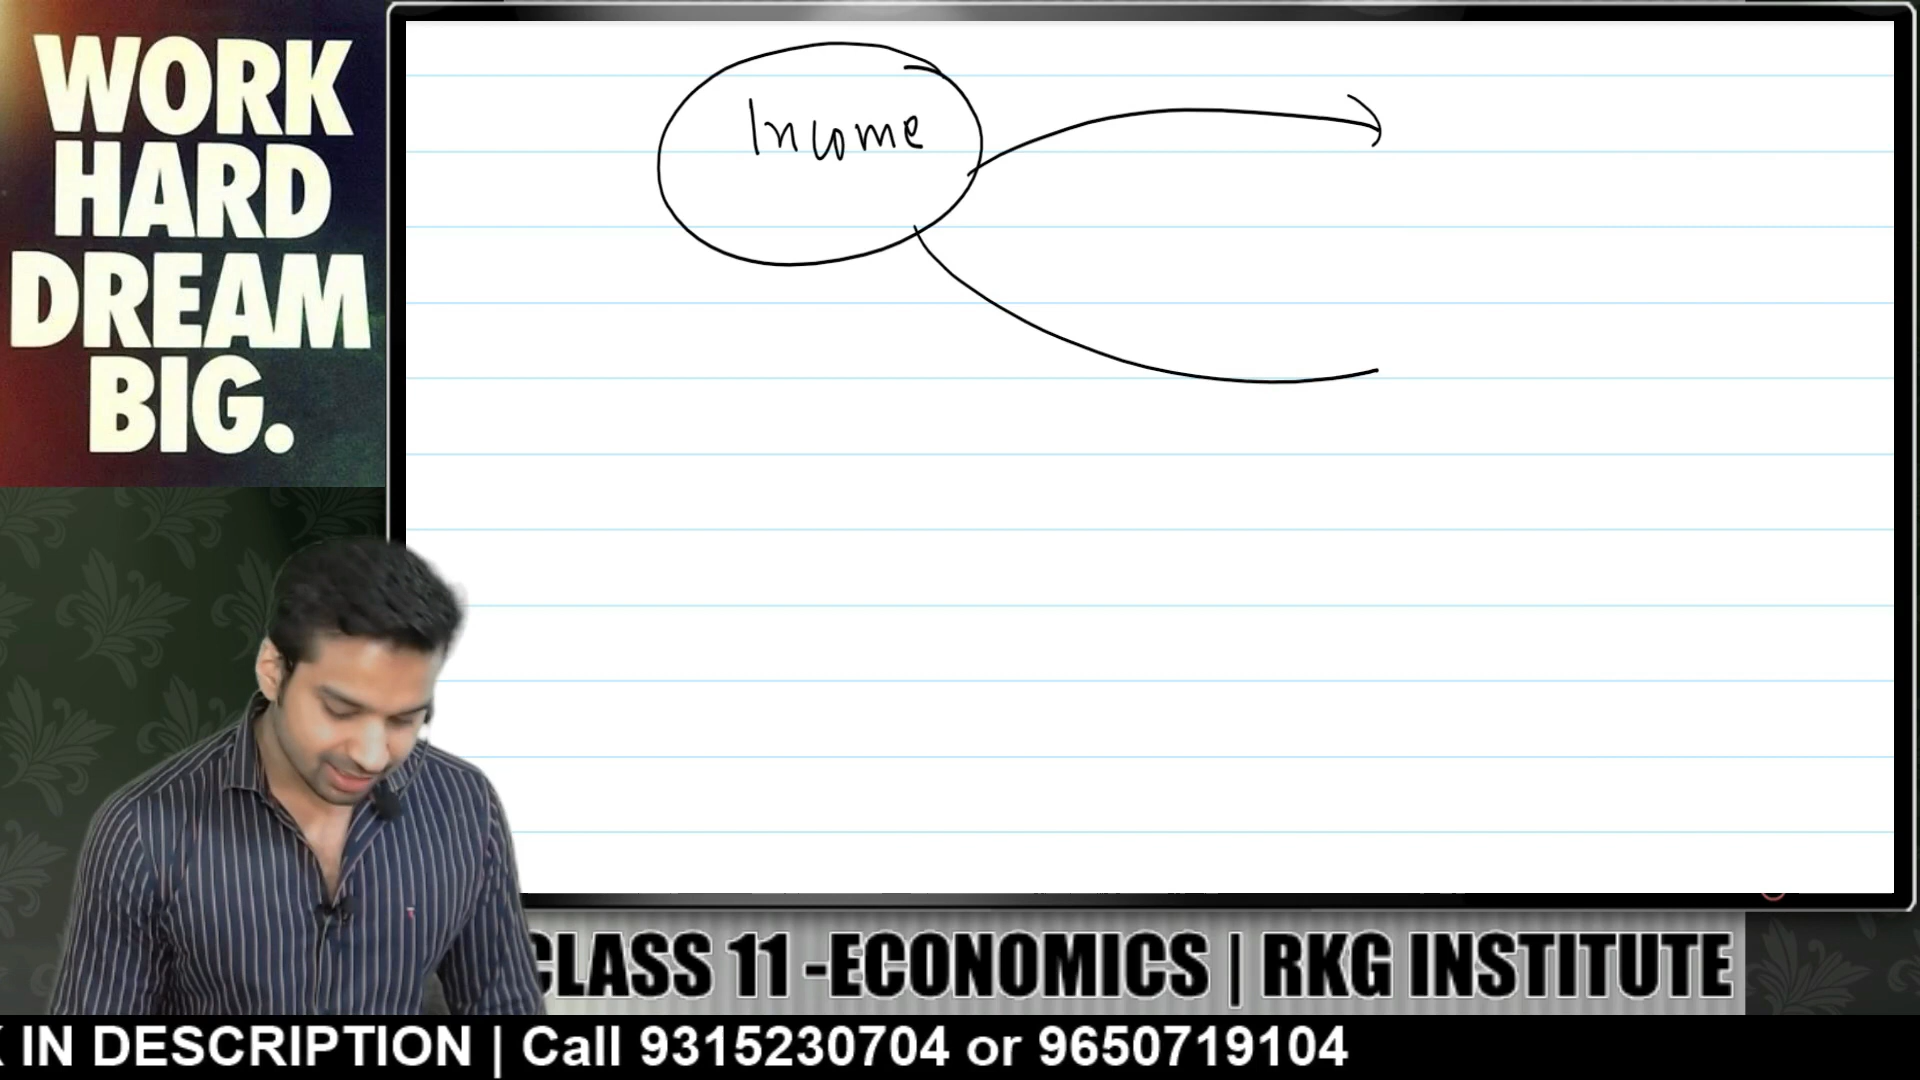 WORK
HARD
DREAM
BIG.
Income
CLASS 11 -ECONOMICS | RKG INSTITUTE
IN DESCRIPTION | Call 9315230704 or 9650719104